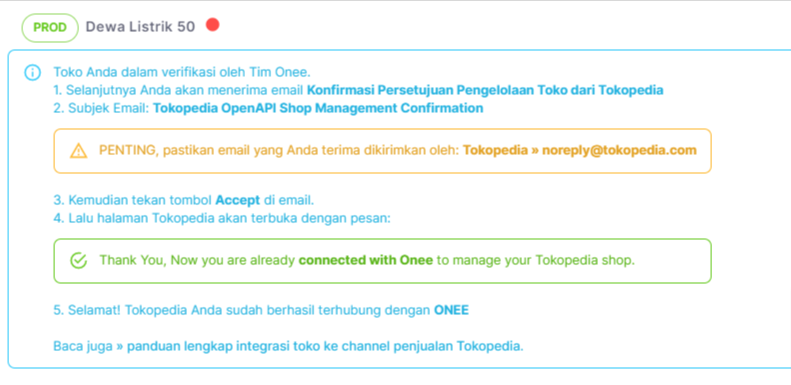 PROD Dewa Listrik 50
Toko Anda dalam verifikasi oleh Tim Onee.
1. Selanjutnya Anda akan menerima email Konfirmasi Persetujuan Pengelolaan Toko dari Tokopedia
2. Subjek Email: Tokopedia OpenAPI Shop Management Confirmation
PENTING, pastikan email yang Anda terima dikirimkan oleh: Tokopedia » noreply@tokopedia.com
3. Kemudian tekan tombol Accept di email.
4. Lalu halaman Tokopedia akan terbuka dengan pesan:
Thank You, Now you are already connected with Onee to manage your Tokopedia shop.
5. Selamat! Tokopedia Anda sudah berhasil terhubung dengan ONEE
Baca juga » panduan lengkap integrasi toko ke channel penjualan Tokopedia.